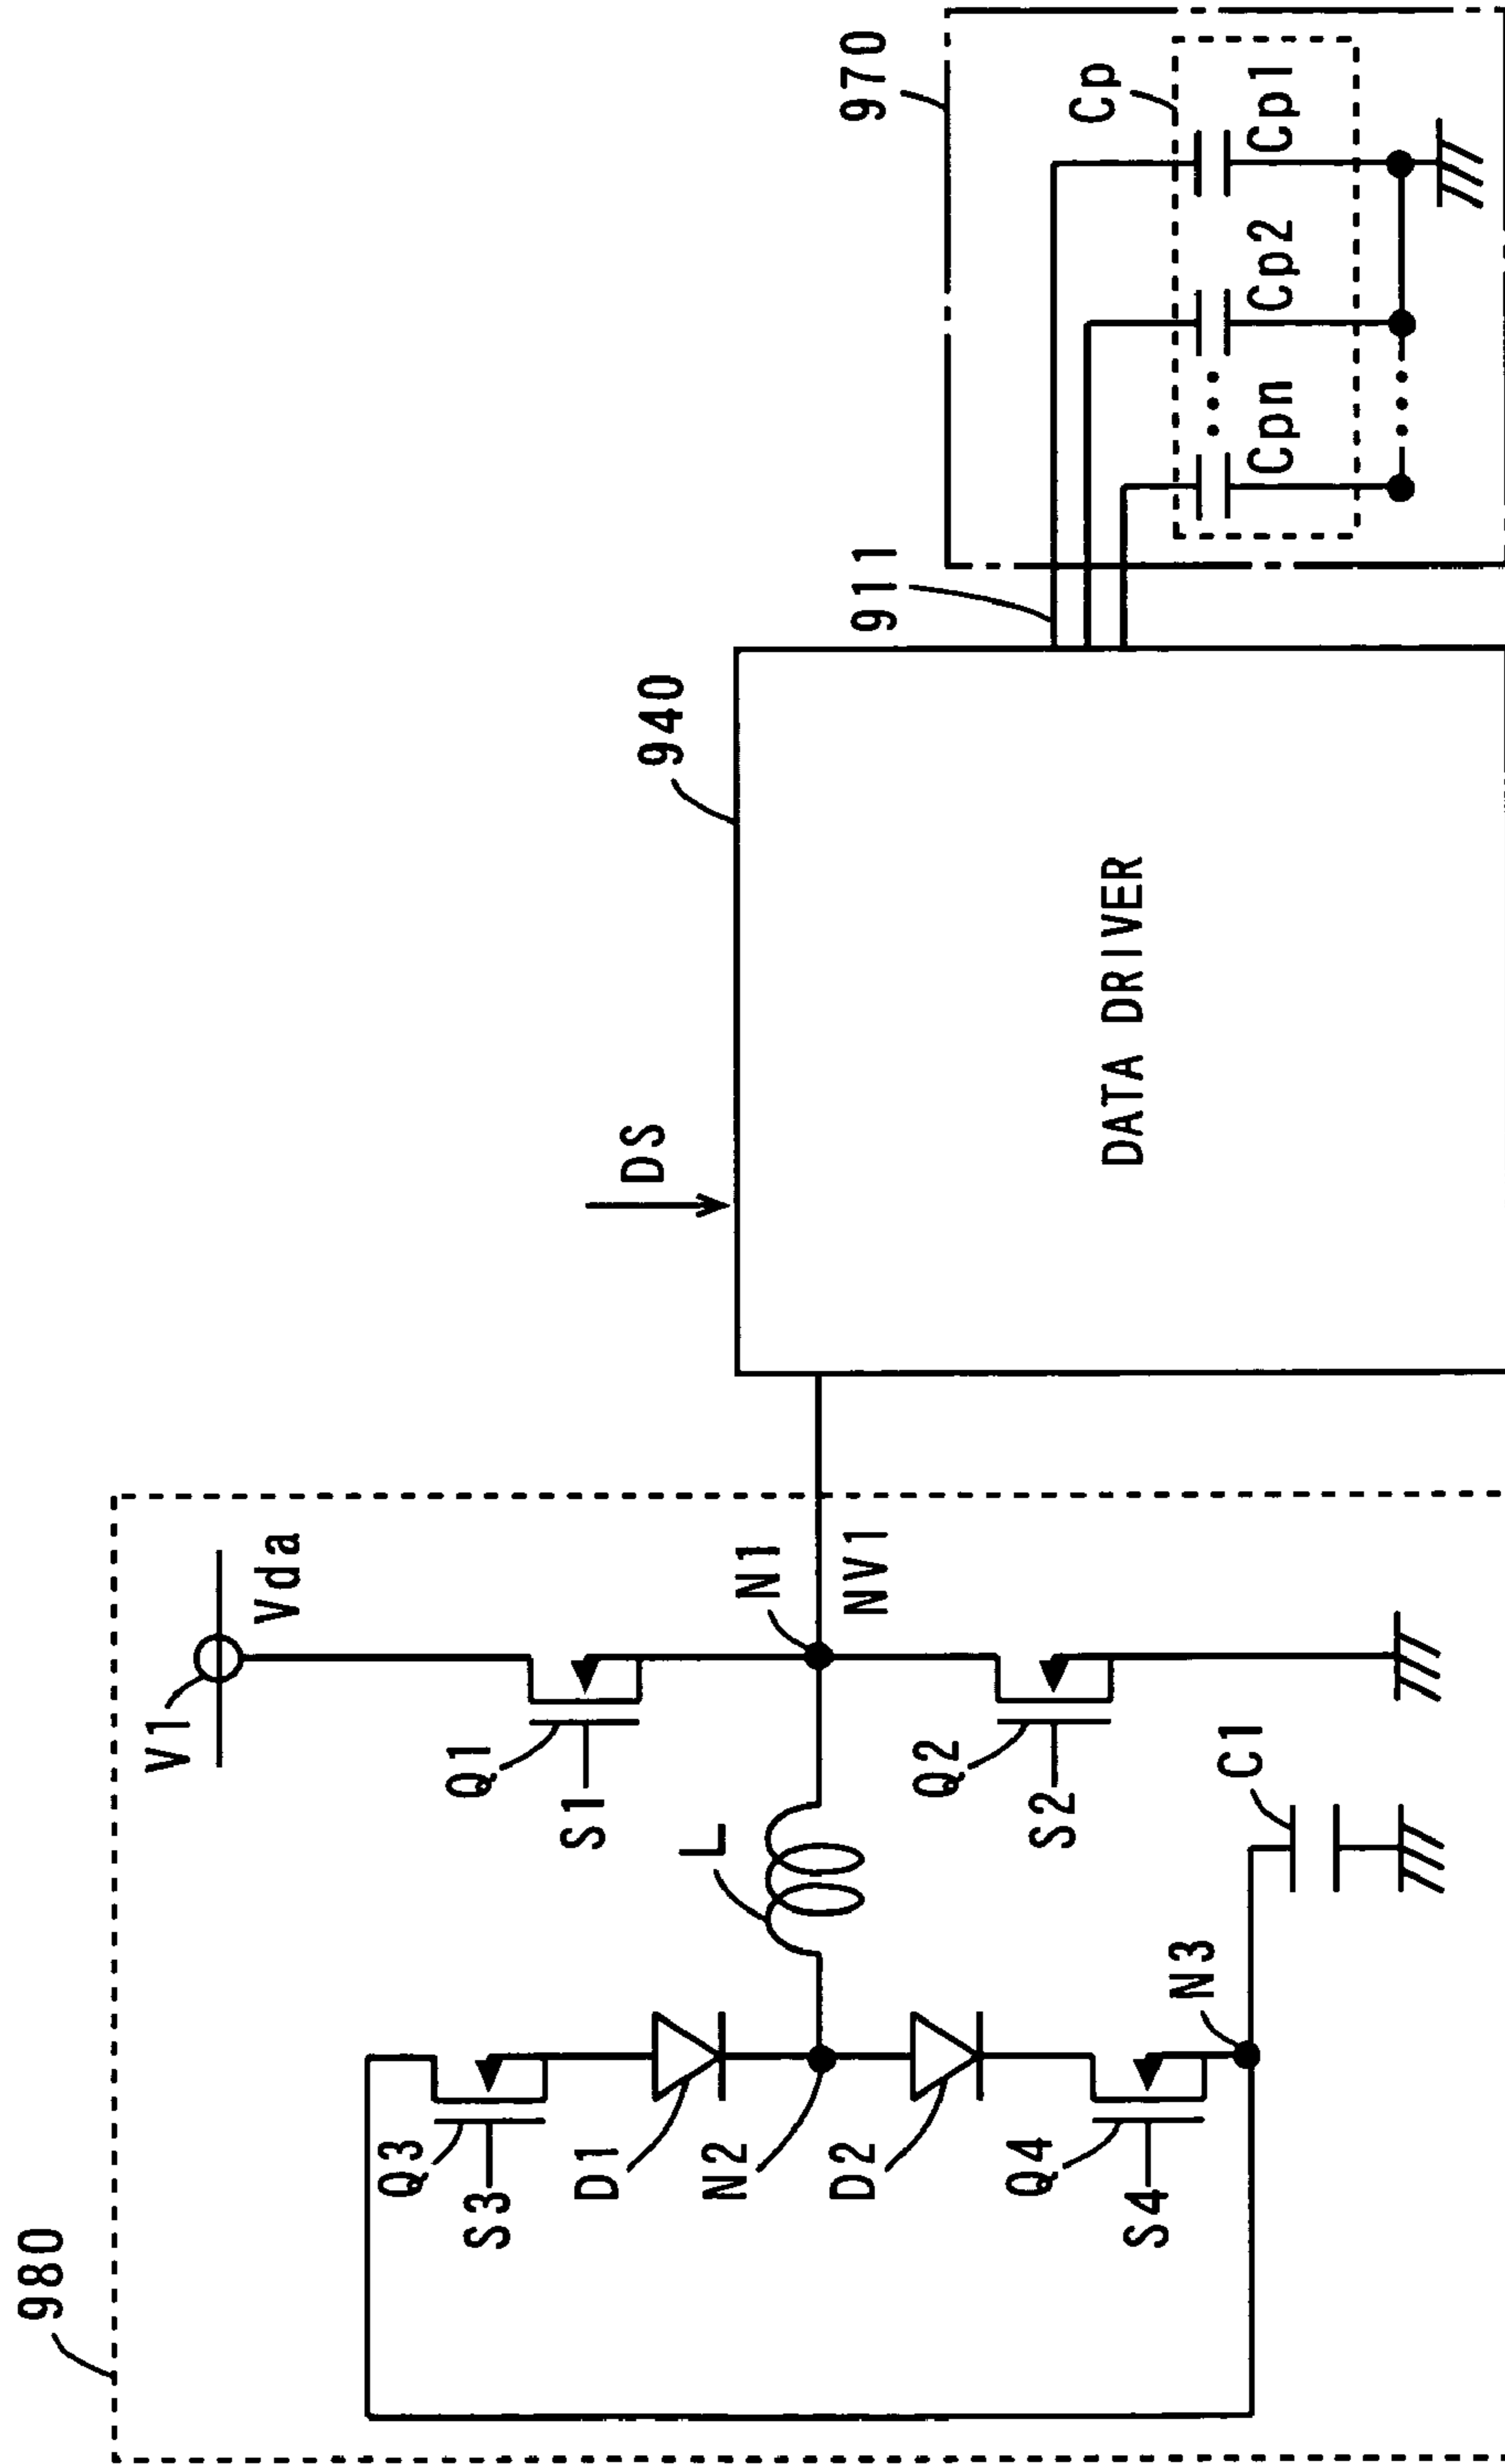 980
V1
Vda
Q1
S1
Q3
S3
D1
N2
D2
Q4
S4
L
N1
NV1
Q2
S2
N3
C1
DS
940
DATA DRIVER
911
970
Cp
Cpn
Cp2
Cp1